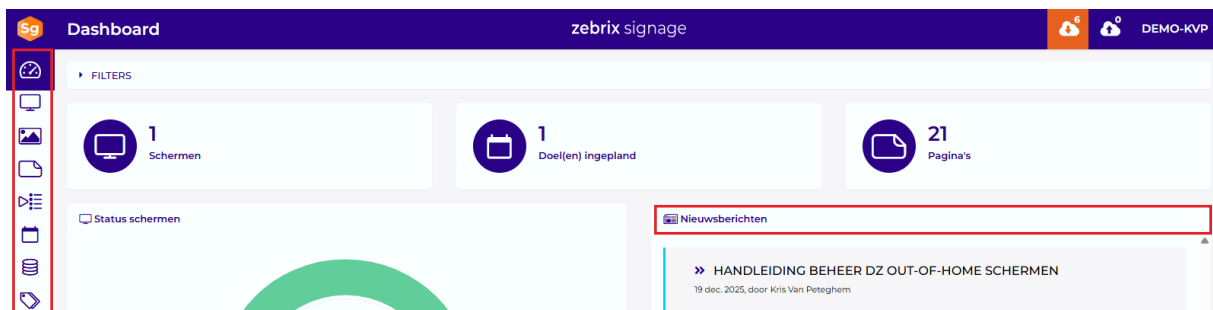 Sg Dashboard zebrix signage 6 0 DEMO-KVP
FILTERS
1
Schermen
1
Doel(en) ingepland
21
Pagina's
Status schermen
Nieuwsberichten
HANDLEIDING BEHEER DZ OUT-OF-HOME SCHERMEN
19 dec. 2025, door Kris Van Peteghem